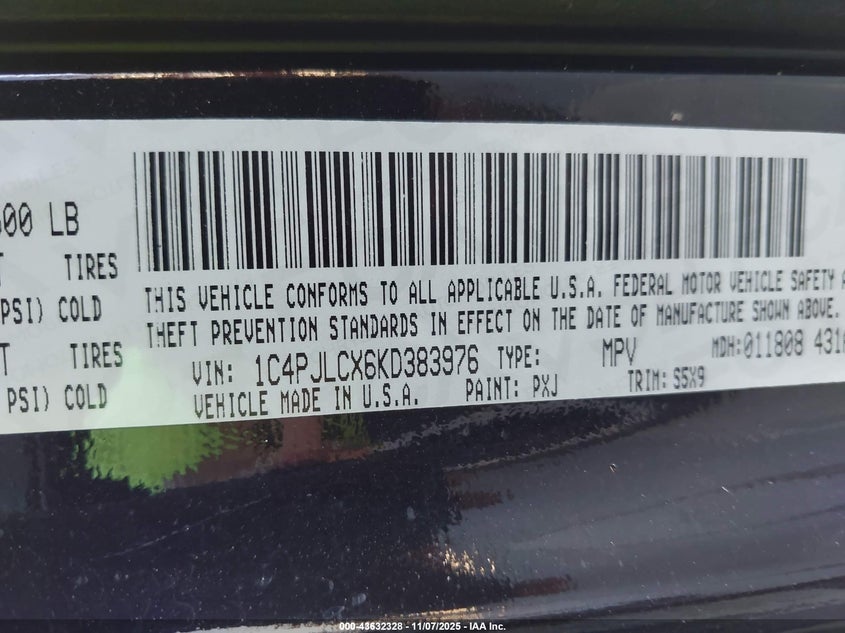 600 LB
TIRES
THIS VEHICLE CONFORMS TO ALL APPLICABLE U.S.A. FEDERAL MOTOR VEHICLE SAFETY
PSI) COLD
THEFT PREVENTION STANDARDS IN EFFECT ON THE DATE OF MANUFACTURE SHOWN ABOVE.
TIRES
VIN: 1C4PJLCX6KD383976 TYPE: MPV MDH:011808 431
PSI) COLD
VEHICLE MADE IN U.S.A. PAINT: PXJ TRIM: S5X9
000-43632328 - 11/07/2025 - IAA Inc.